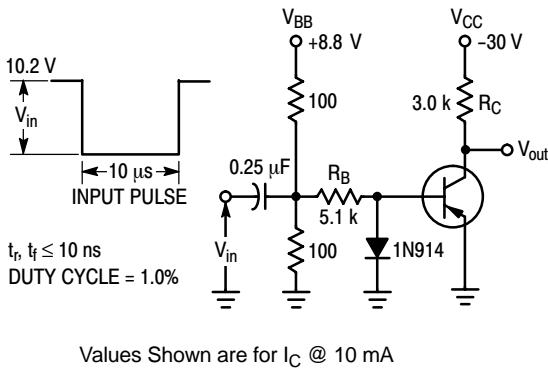 V_BB
+8.8 V
V_CC
−30 V
10.2 V
V_in
10 μs
INPUT PULSE
t_r, t_f ≤ 10 ns
DUTY CYCLE = 1.0%
0.25 μF
V_in
100
R_B
5.1 k
100
1N914
3.0 k
R_C
V_out
Values Shown are for I_C @ 10 mA